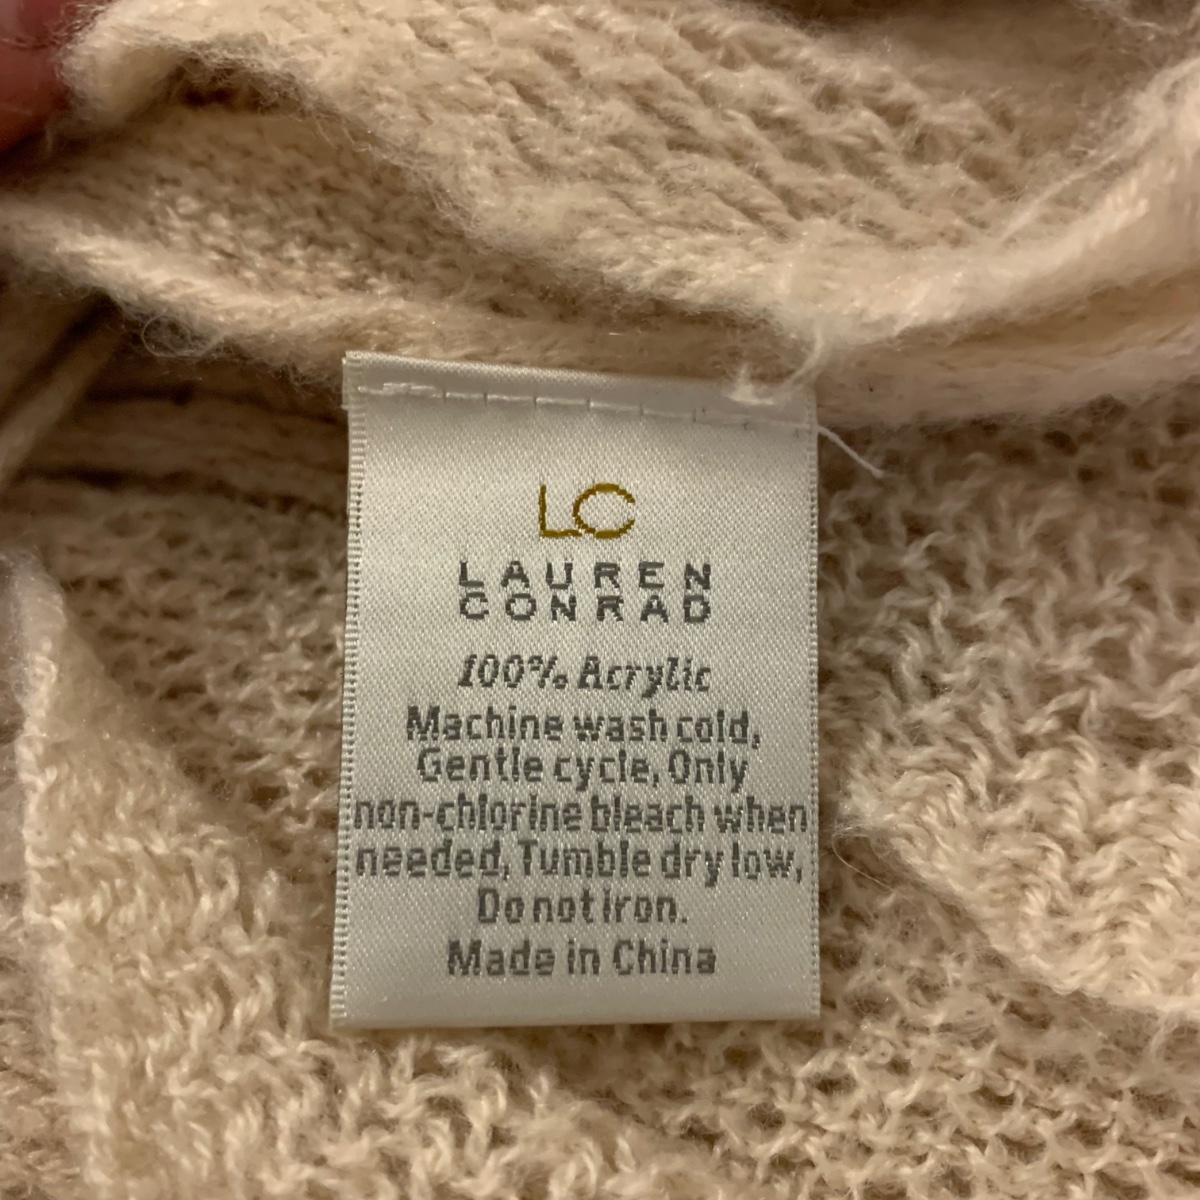 LC
LAUREN
CONRAD
100% Acrylic
Machine wash cold,
Gentle cycle, Only
non-chlorine bleach when
needed, Tumble dry low,
Do not iron.
Made in China